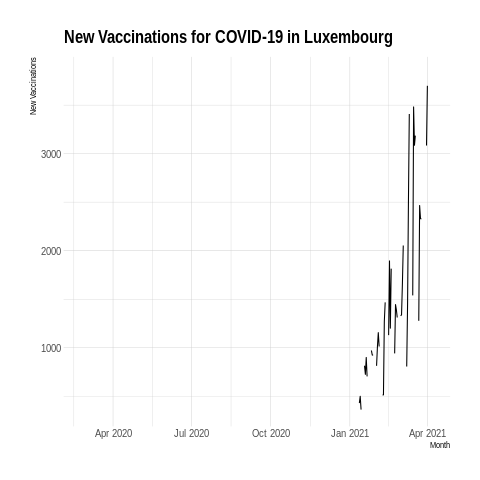 New Vaccinations for COVID-19 in Luxembourg
New Vaccinations
3000
2000
1000
Apr 2020
Jul 2020
Oct 2020
Jan 2021
Apr 2021
Month